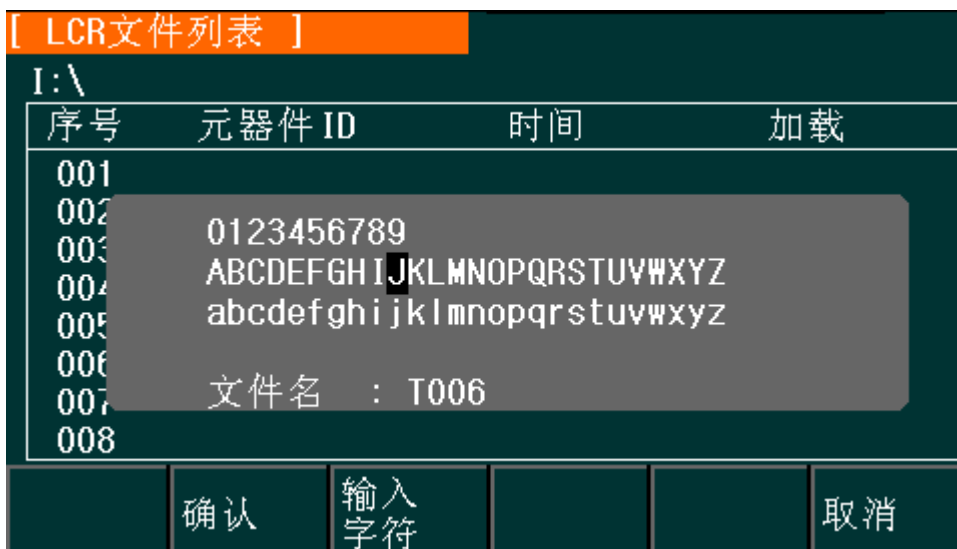 [ LCR文件列表 ]
I:\
序号 元器件ID 时间 加载
001
002
003
004
005
006
007
008
0123456789
ABCDEFGHIJKLMNOPQRSTUVWXYZ
abcdefghijklmnopqrstuvwxyz
文件名 : T006
确认 输入字符 取消